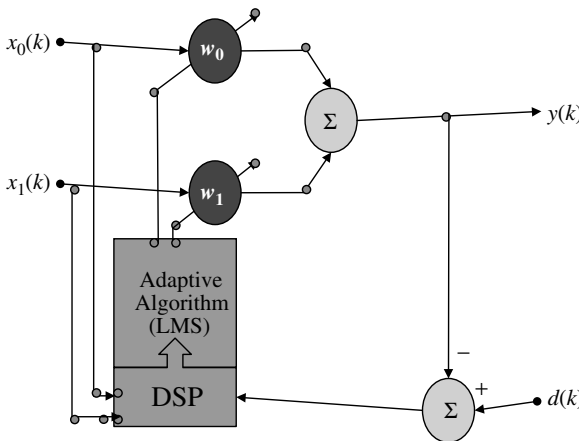 x₀(k)
w₀
Σ
y(k)
x₁(k)
w₁
Adaptive
Algorithm
(LMS)
−
+
d(k)
DSP
Σ